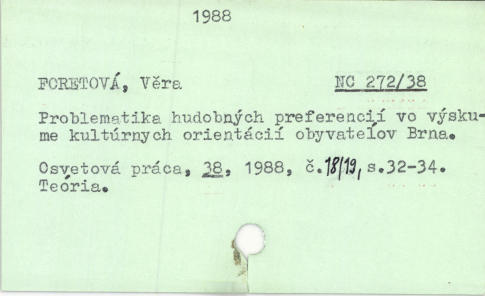 1988
FORETOVÁ, Věra NC 272/38
Problematika hudobných preferencií vo výsku-
me kultúrnych orientácií obyvateľov Brna.
Osvetová práca, 38, 1988, č.18/19, s.32-34.
Teória.